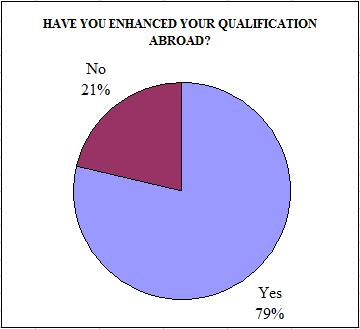 HAVE YOU ENHANCED YOUR QUALIFICATION
ABROAD?
No
21%
Yes
79%